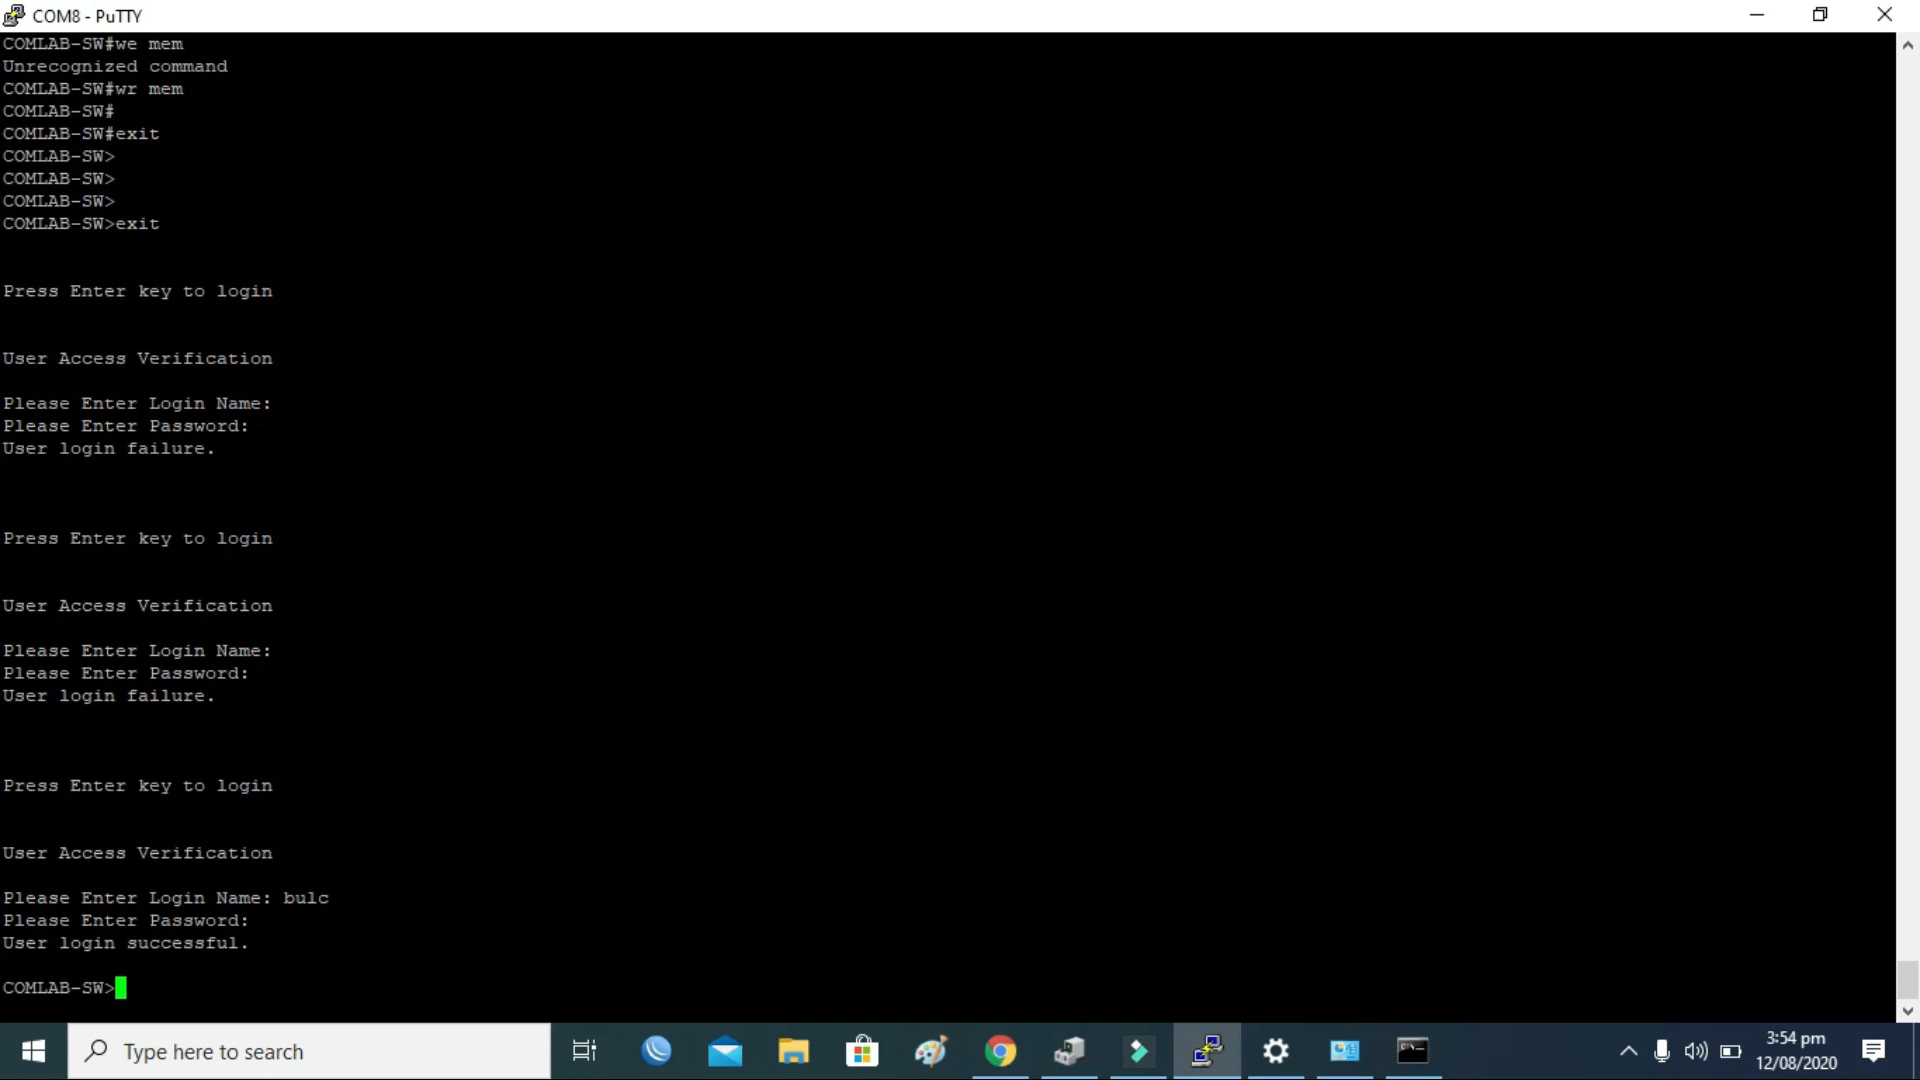 COM8 - PuTTY
COMLAB-SW#we mem
Unrecognized command
COMLAB-SW#wr mem
COMLAB-SW#
COMLAB-SW#exit
COMLAB-SW>
COMLAB-SW>
COMLAB-SW>
COMLAB-SW>exit
Press Enter key to login
User Access Verification
Please Enter Login Name:
Please Enter Password:
User login failure.
Press Enter key to login
User Access Verification
Please Enter Login Name:
Please Enter Password:
User login failure.
Press Enter key to login
User Access Verification
Please Enter Login Name: bulc
Please Enter Password:
User login successful.
COMLAB-SW>
Type here to search
3:54 pm
12/08/2020